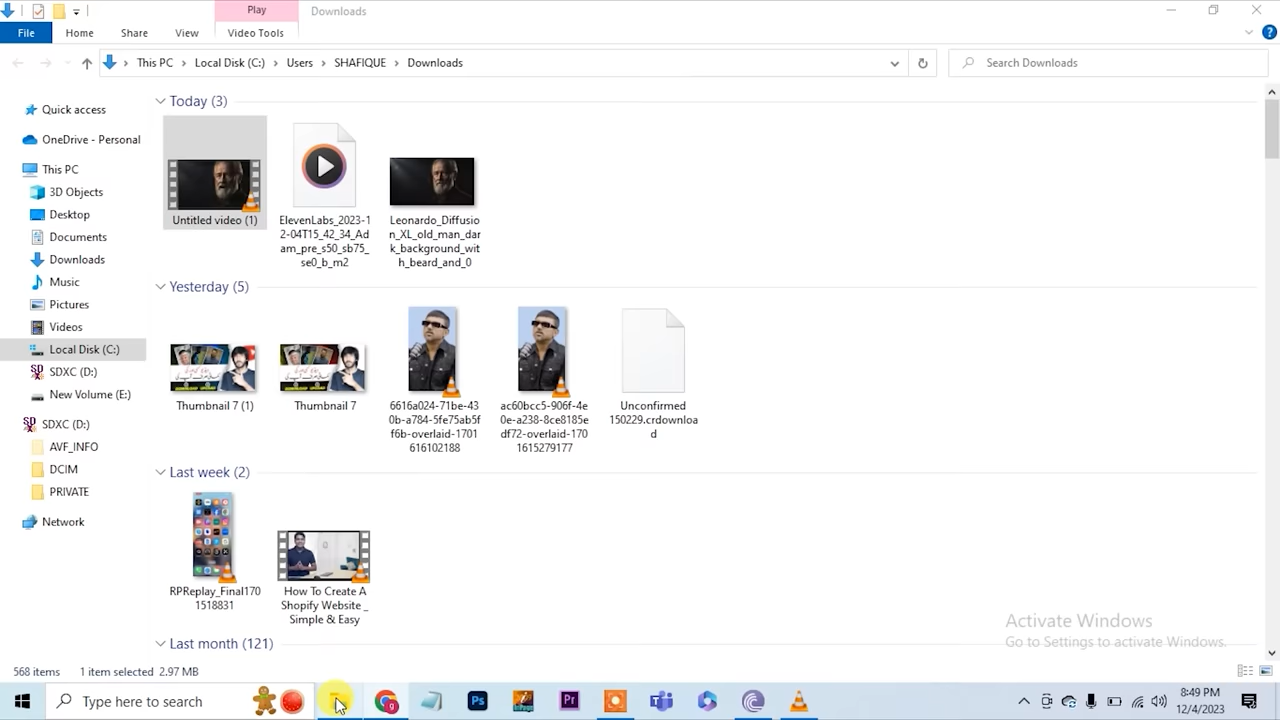 Play
Downloads
File
Home
Share
View
Video Tools
This PC
Local Disk (C:)
Users
SHAFIQUE
Downloads
Search Downloads
Quick access
OneDrive - Personal
This PC
3D Objects
Desktop
Documents
Downloads
Music
Pictures
Videos
Local Disk (C:)
SDXC (D:)
New Volume (E:)
SDXC (D:)
AVF_INFO
DCIM
PRIVATE
Network
Today (3)
Untitled video (1)
ElevenLabs_2023-1
2-04T15_42_34_Ad
am_pre_s50_sb75_
se0_b_m2
Leonardo_Diffusio
n_XL_old_man_dar
k_background_wit
h_beard_and_0
Yesterday (5)
Thumbnail 7 (1)
Thumbnail 7
6616a024-71be-43
0b-a784-5fe75ab5f
f6b-overlaid-1701
616102188
ac60bcc5-906f-4e
0e-a238-8ce8185e
df72-overlaid-170
1615279177
Unconfirmed
150229.crdownloa
d
Last week (2)
RPReplay_Final170
1518831
How To Create A
Shopify Website _
Simple & Easy
Last month (121)
Activate Windows
Go to Settings to activate Windows.
568 items
1 item selected 2.97 MB
Type here to search
8:49 PM
12/4/2023